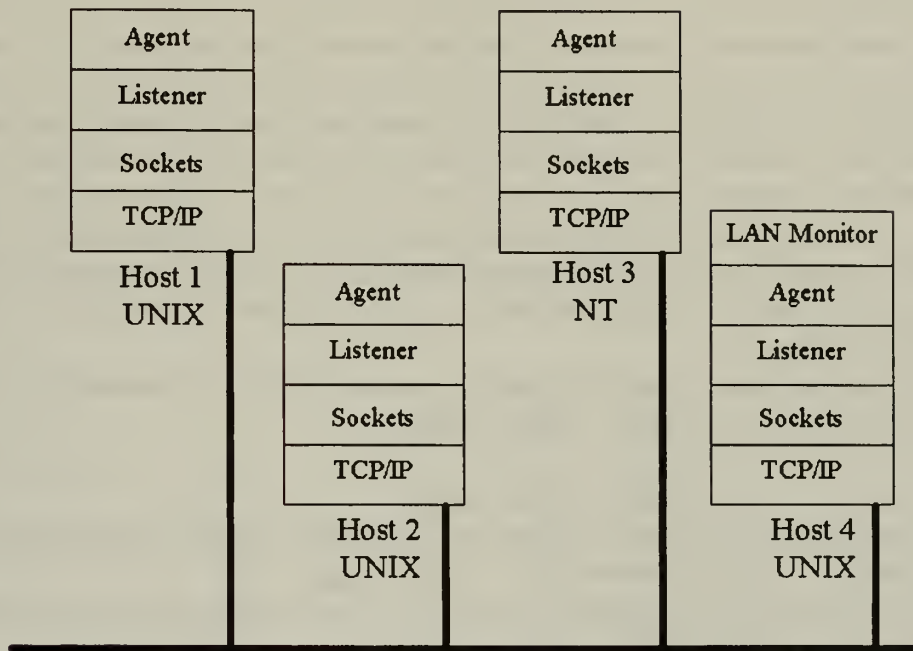 Agent
Listener
Sockets
TCP/IP
Host 1
UNIX
Agent
Listener
Sockets
TCP/IP
Host 2
UNIX
Agent
Listener
Sockets
TCP/IP
Host 3
NT
LAN Monitor
Agent
Listener
Sockets
TCP/IP
Host 4
UNIX